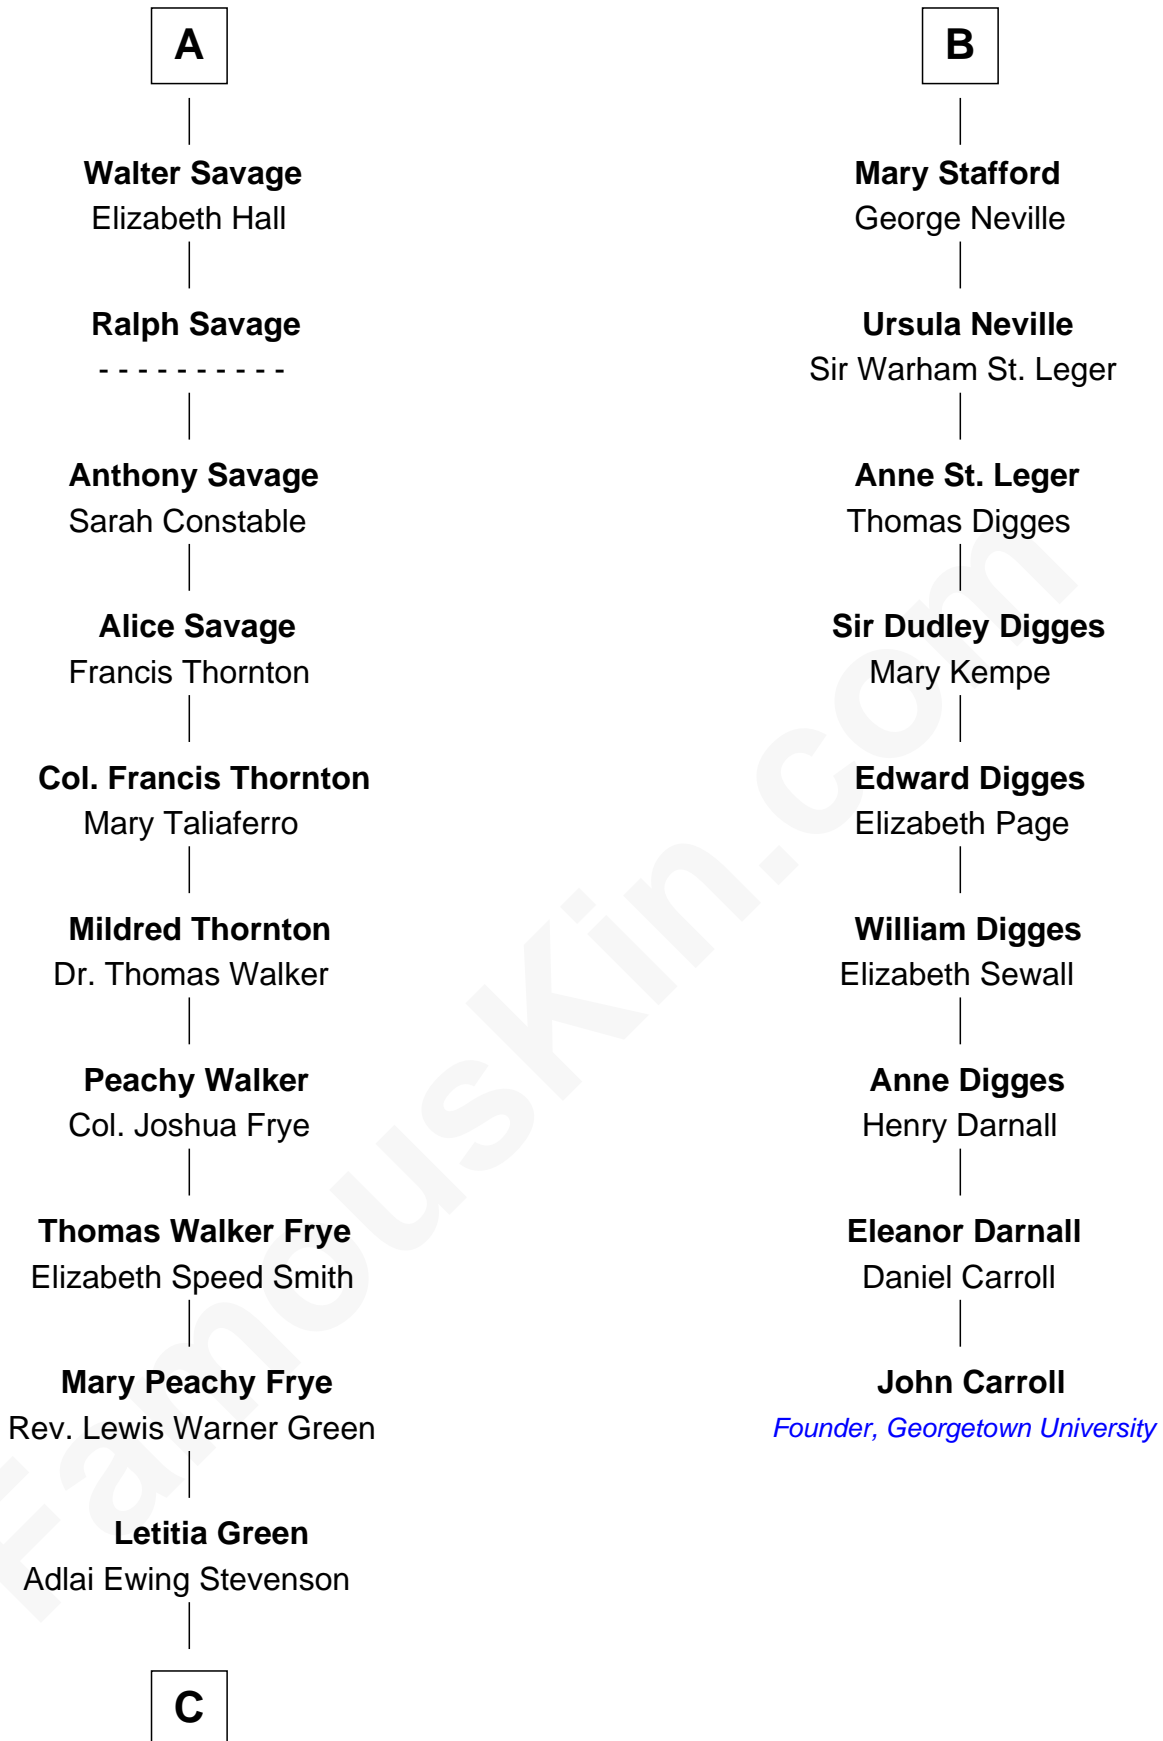 A
Walter Savage
Elizabeth Hall
Ralph Savage
- - - - - - - - - -
Anthony Savage
Sarah Constable
Alice Savage
Francis Thornton
Col. Francis Thornton
Mary Taliaferro
Mildred Thornton
Dr. Thomas Walker
Peachy Walker
Col. Joshua Frye
Thomas Walker Frye
Elizabeth Speed Smith
Mary Peachy Frye
Rev. Lewis Warner Green
Letitia Green
Adlai Ewing Stevenson
C
B
Mary Stafford
George Neville
Ursula Neville
Sir Warham St. Leger
Anne St. Leger
Thomas Digges
Sir Dudley Digges
Mary Kempe
Edward Digges
Elizabeth Page
William Digges
Elizabeth Sewall
Anne Digges
Henry Darnall
Eleanor Darnall
Daniel Carroll
John Carroll
Founder, Georgetown University
FamousKin.com